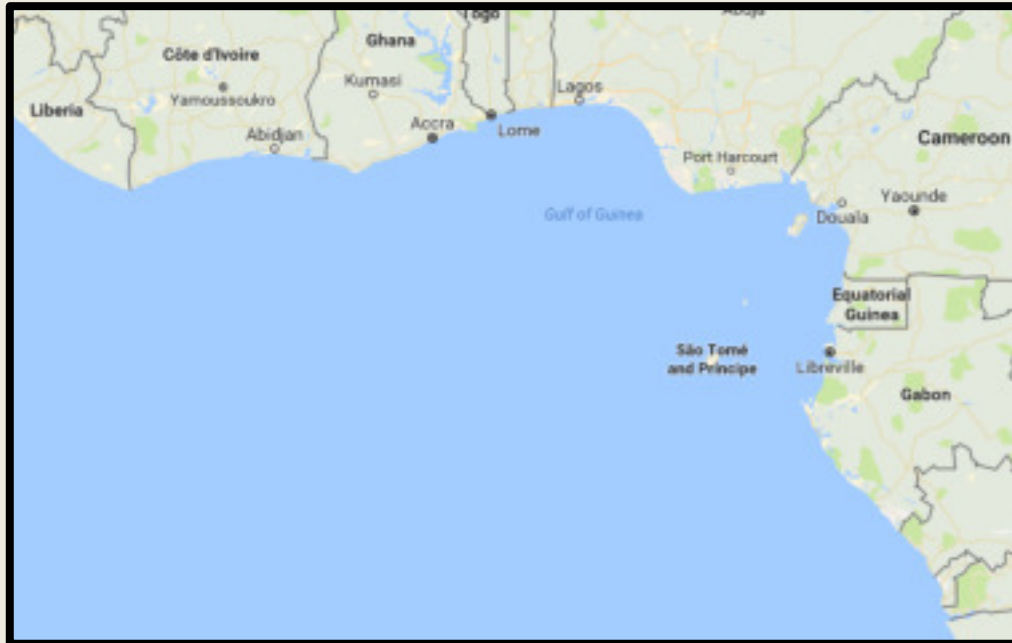 Togo
Ghana
Côte d'Ivoire
Kumasi
Lagos
Yamoussoukro
Liberia
Accra
Lome
Abidjan
Cameroon
Port Harcourt
Yaounde
Gulf of Guinea
Douala
Equatorial
Guinea
São Tomé
and Príncipe
Libreville
Gabon